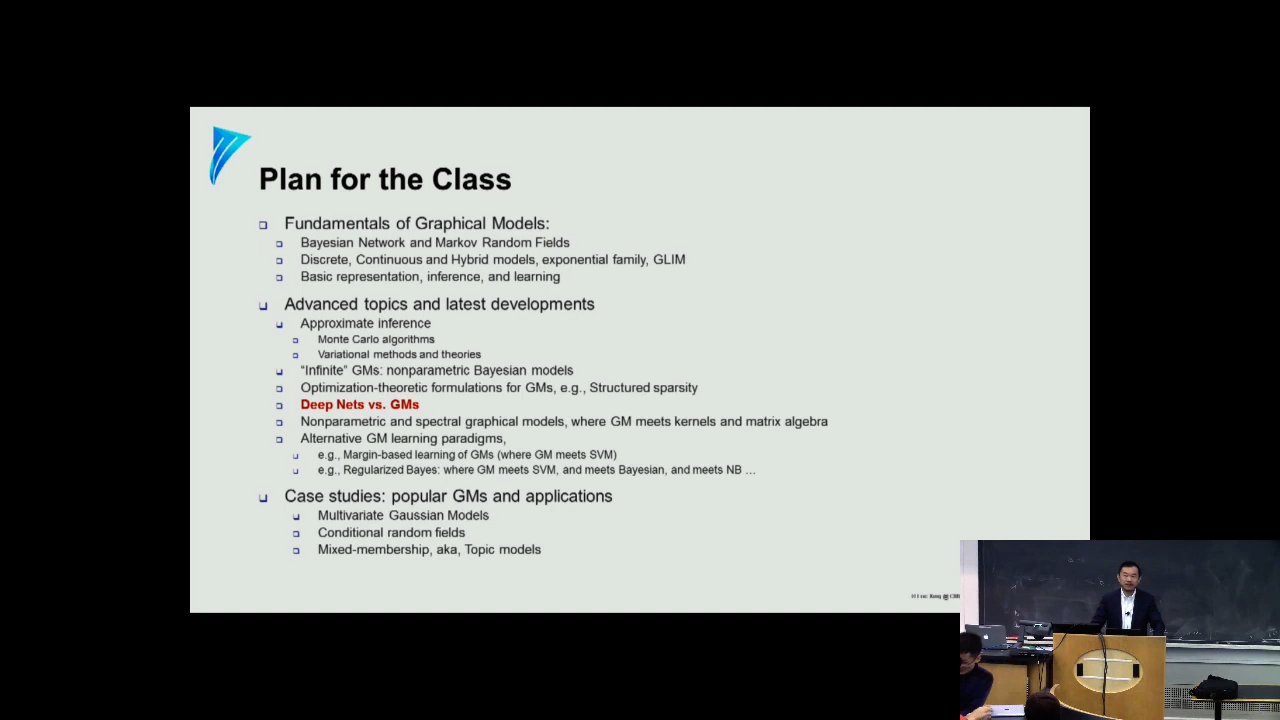 Plan for the Class
Fundamentals of Graphical Models:
Bayesian Network and Markov Random Fields
Discrete, Continuous and Hybrid models, exponential family, GLIM
Basic representation, inference, and learning
Advanced topics and latest developments
Approximate inference
Monte Carlo algorithms
Variational methods and theories
“Infinite” GMs: nonparametric Bayesian models
Optimization-theoretic formulations for GMs, e.g., Structured sparsity
Deep Nets vs. GMs
Nonparametric and spectral graphical models, where GM meets kernels and matrix algebra
Alternative GM learning paradigms,
e.g., Margin-based learning of GMs (where GM meets SVM)
e.g., Regularized Bayes: where GM meets SVM, and meets Bayesian, and meets NB …
Case studies: popular GMs and applications
Multivariate Gaussian Models
Conditional random fields
Mixed-membership, aka, Topic models